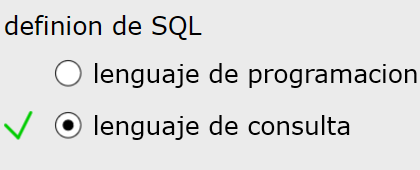 definion de SQL
lenguaje de programacion
lenguaje de consulta